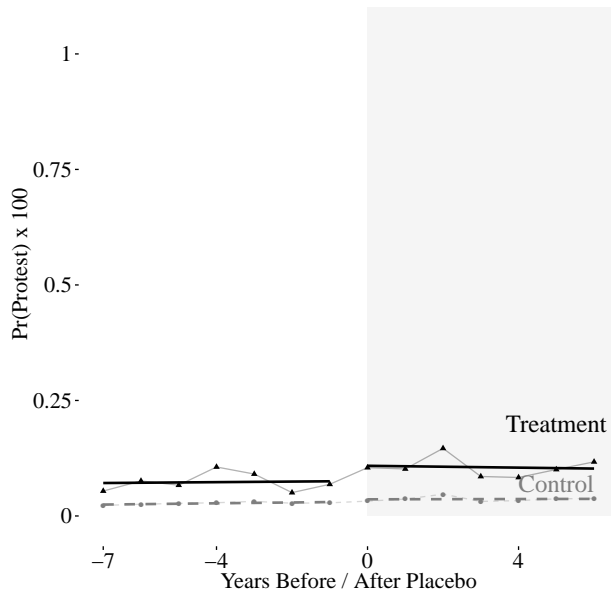 Pr(Protest) x 100
1
0.75
0.5
0.25
0
Treatment
Control
−7
−4
0
4
Years Before / After Placebo